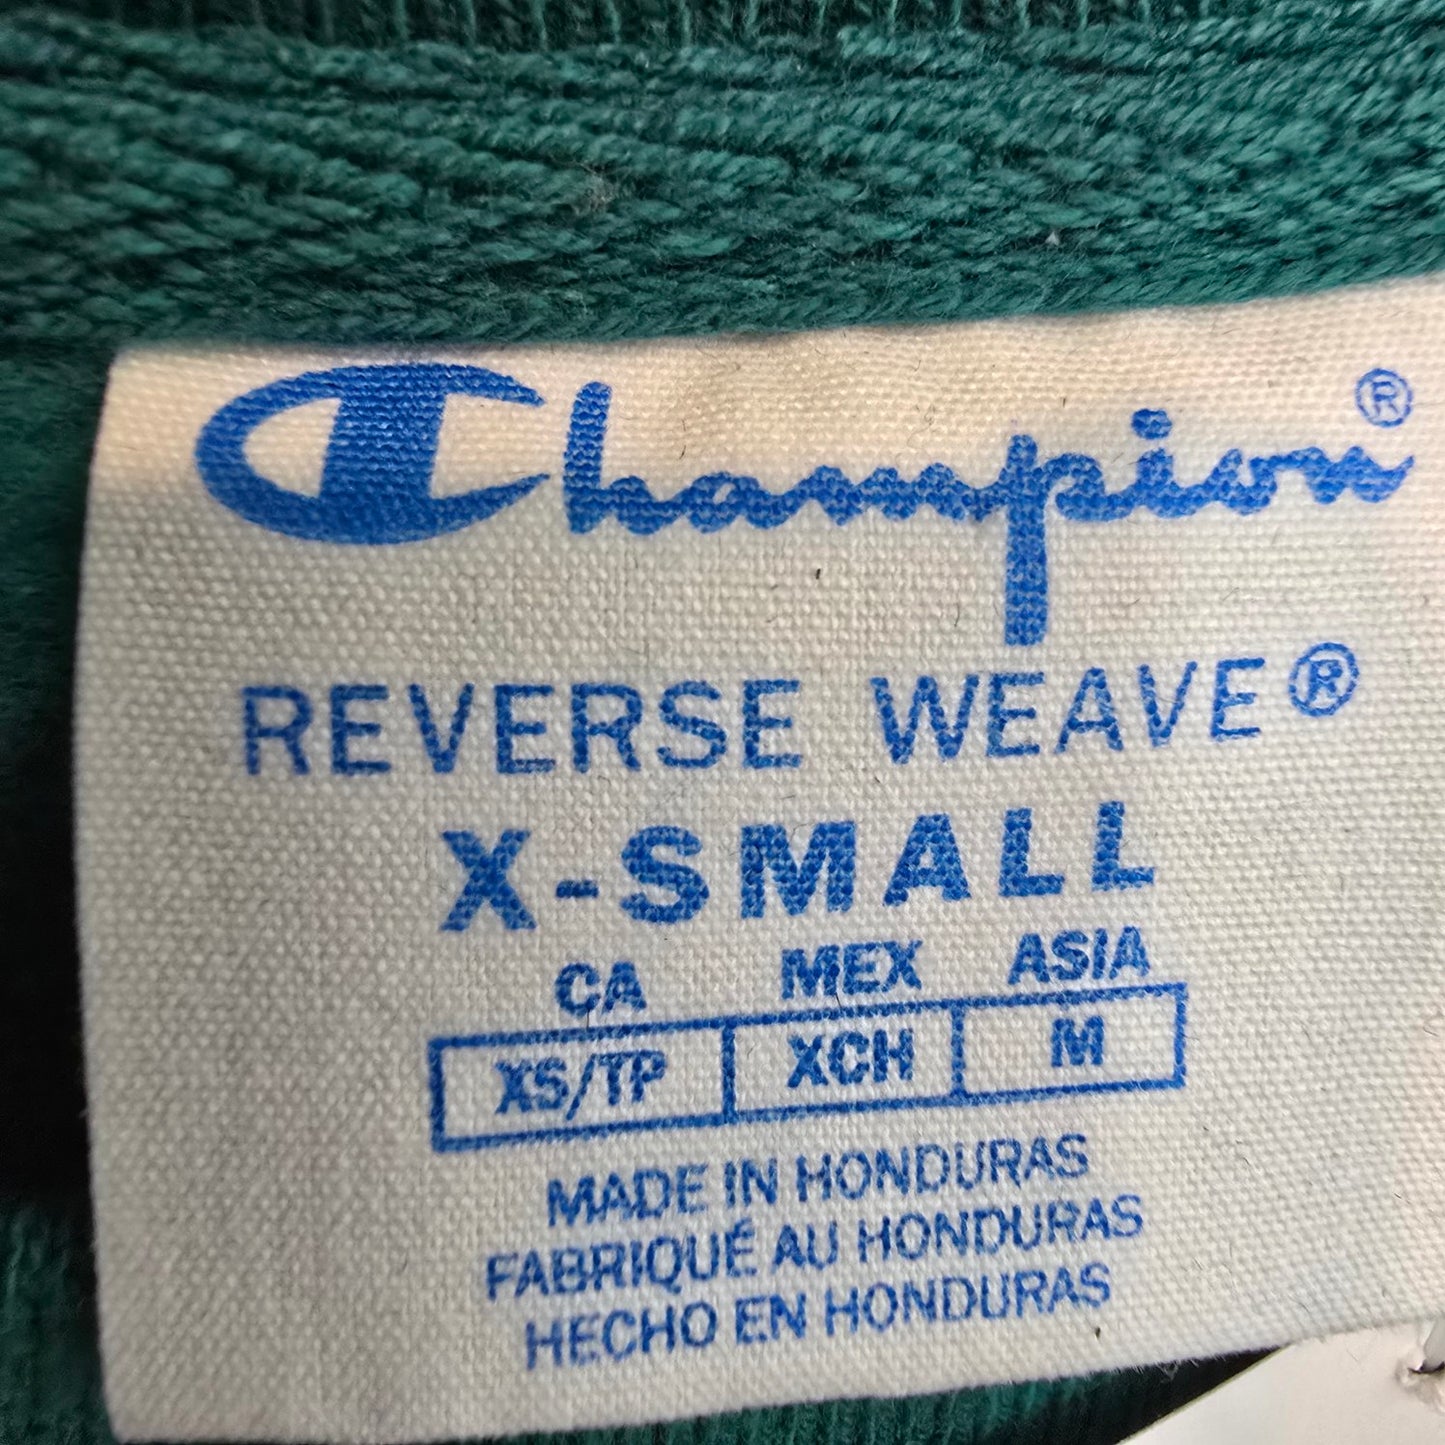 Champion®
REVERSE WEAVE®
X-SMALL
CA MEX ASIA
XS/TP XCH M
MADE IN HONDURAS
FABRIQUÉ AU HONDURAS
HECHO EN HONDURAS